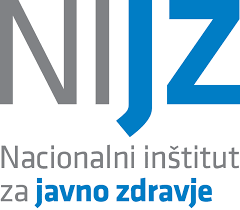 NIJZ
Nacionalni inštitut
za javno zdravje